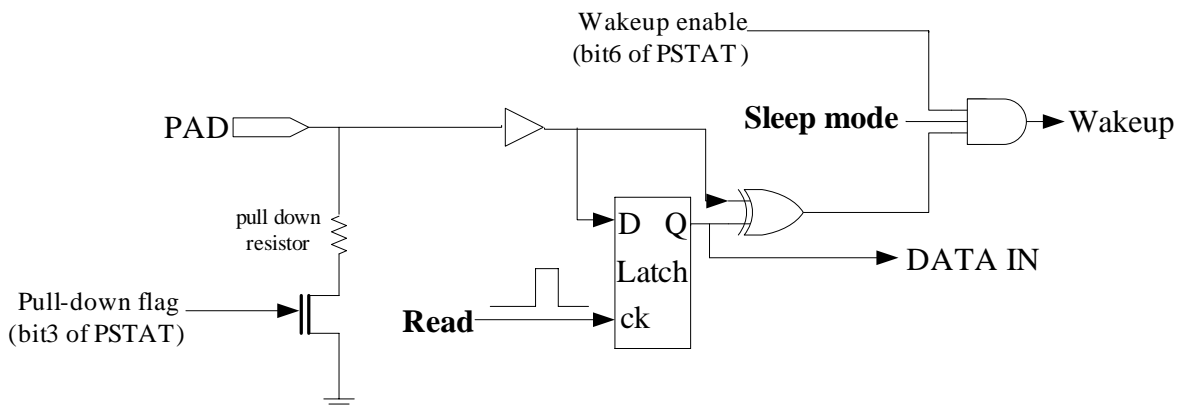 Wakeup enable
(bit6 of PSTAT)
PAD
Sleep mode
Wakeup
pull down
resistor
D Q
Latch
ck
DATA IN
Pull-down flag
(bit3 of PSTAT)
Read